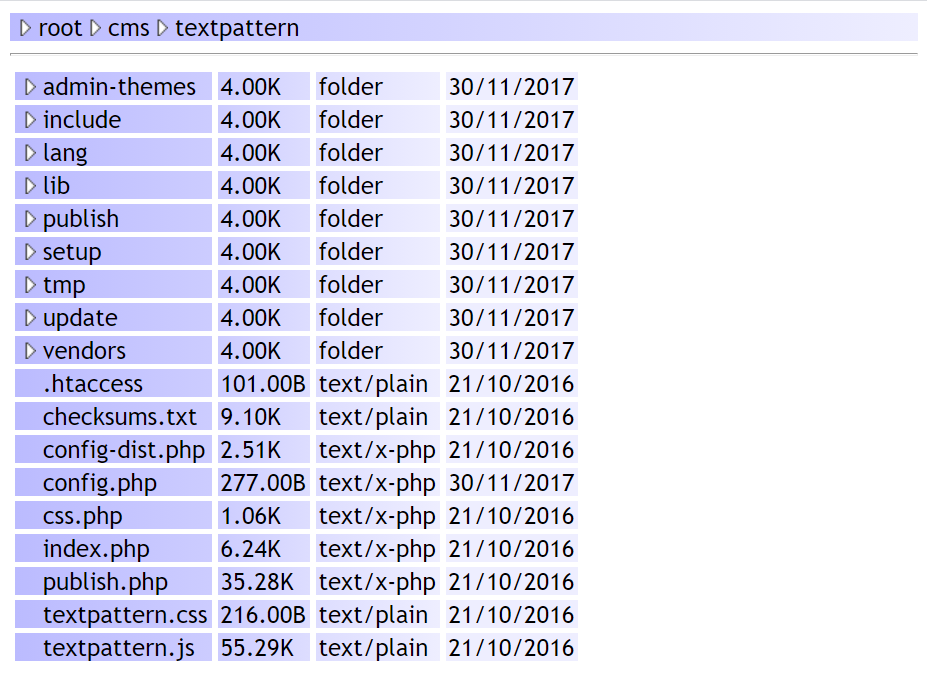 root cms textpattern
admin-themes 4.00K folder 30/11/2017
include 4.00K folder 30/11/2017
lang 4.00K folder 30/11/2017
lib 4.00K folder 30/11/2017
publish 4.00K folder 30/11/2017
setup 4.00K folder 30/11/2017
tmp 4.00K folder 30/11/2017
update 4.00K folder 30/11/2017
vendors 4.00K folder 30/11/2017
.htaccess 101.00B text/plain 21/10/2016
checksums.txt 9.10K text/plain 21/10/2016
config-dist.php 2.51K text/x-php 21/10/2016
config.php 277.00B text/x-php 30/11/2017
css.php 1.06K text/x-php 21/10/2016
index.php 6.24K text/x-php 21/10/2016
publish.php 35.28K text/x-php 21/10/2016
textpattern.css 216.00B text/plain 21/10/2016
textpattern.js 55.29K text/plain 21/10/2016